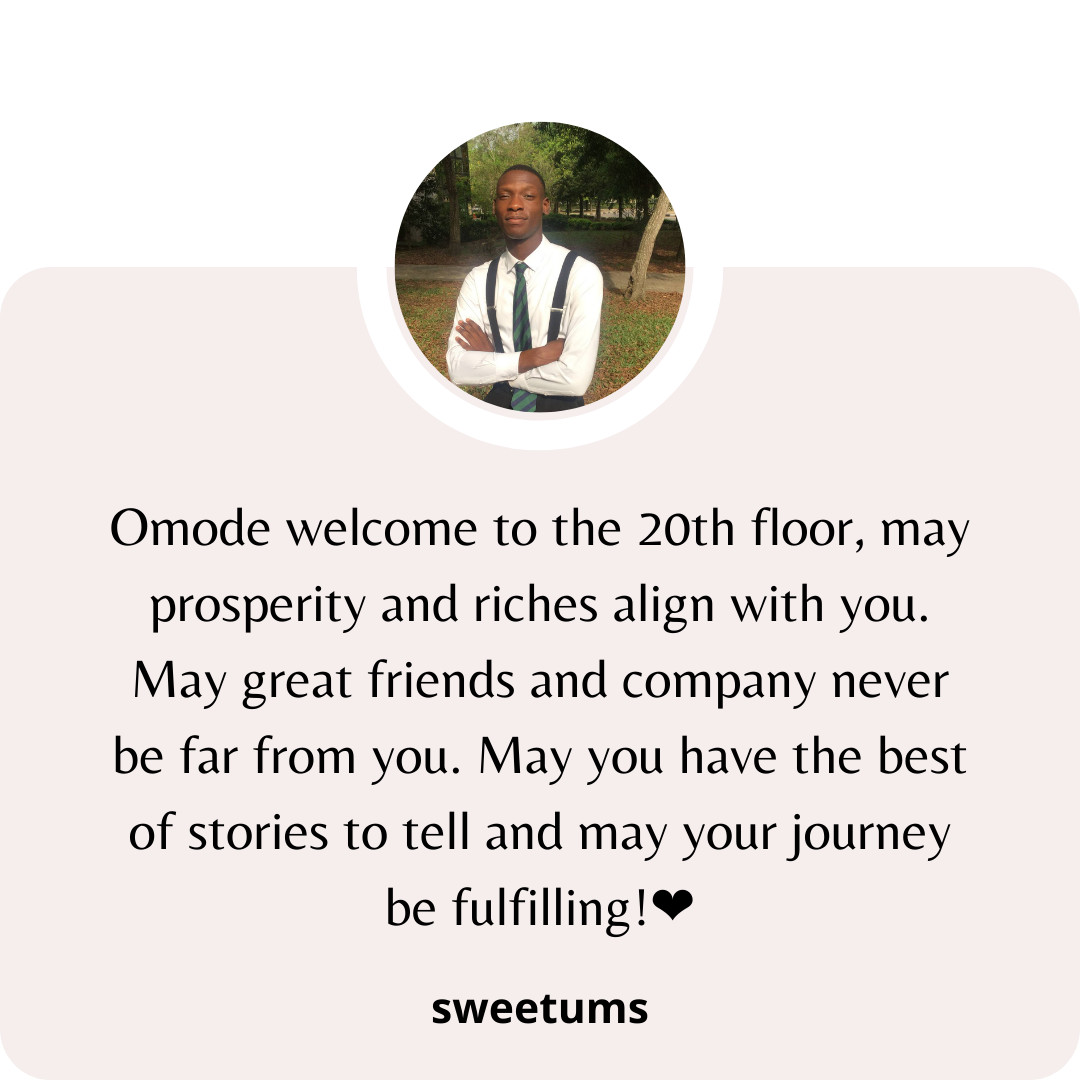 Omode welcome to the 20th floor, may
prosperity and riches align with you.
May great friends and company never
be far from you. May you have the best
of stories to tell and may your journey
be fulfilling!❤
sweetums